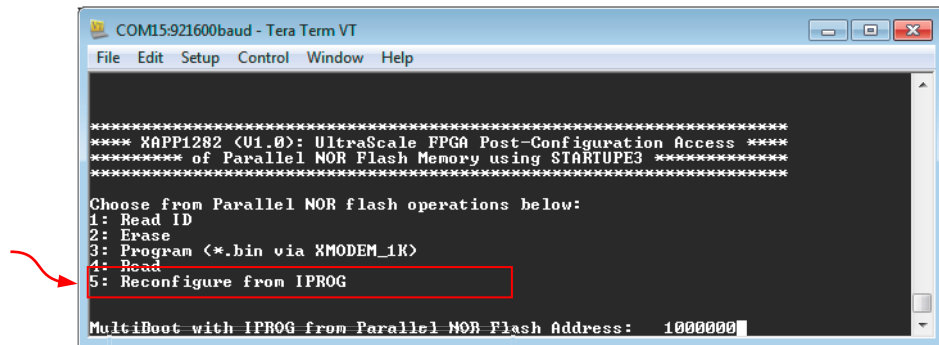 COM15:921600baud - Tera Term VT
File Edit Setup Control Window Help
*******************************************************************************
**** XAPP1282 (V1.0): UltraScale FPGA Post-Configuration Access ****
********* of Parallel NOR Flash Memory using STARTUPE3 *************
*******************************************************************************
Choose from Parallel NOR flash operations below:
1: Read ID
2: Erase
3: Program (*.bin via XMODEM_1K)
4: Read
5: Reconfigure from IPROG
MultiBoot with IPROG from Parallel NOR Flash Address: 1000000